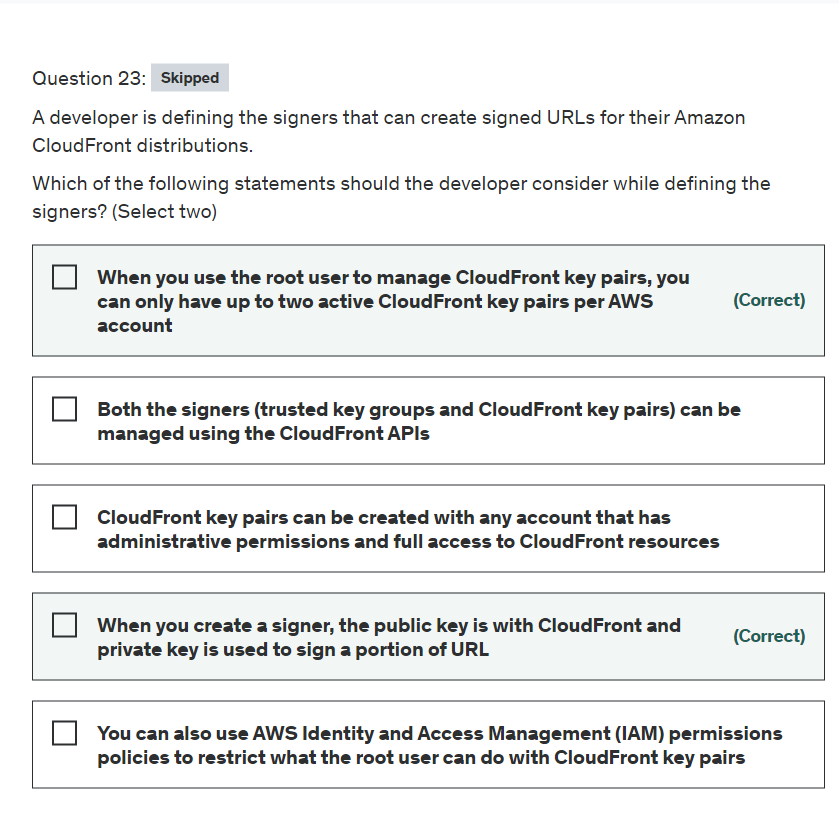 Question 23: Skipped
A developer is defining the signers that can create signed URLs for their Amazon
CloudFront distributions.
Which of the following statements should the developer consider while defining the
signers? (Select two)
When you use the root user to manage CloudFront key pairs, you
can only have up to two active CloudFront key pairs per AWS
account
(Correct)
Both the signers (trusted key groups and CloudFront key pairs) can be
managed using the CloudFront APIs
CloudFront key pairs can be created with any account that has
administrative permissions and full access to CloudFront resources
When you create a signer, the public key is with CloudFront and
private key is used to sign a portion of URL
(Correct)
You can also use AWS Identity and Access Management (IAM) permissions
policies to restrict what the root user can do with CloudFront key pairs